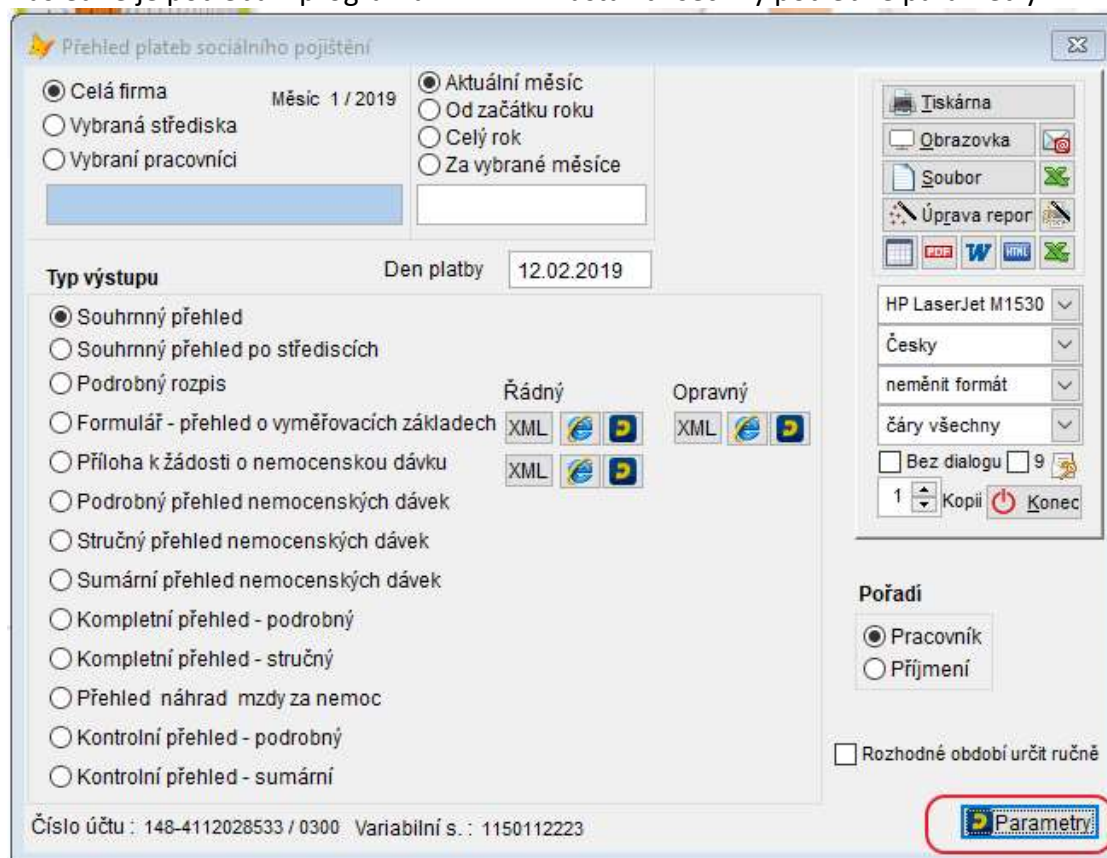 Přehled plateb sociálního pojištění
Celá firma
Měsíc 1 / 2019
Vybraná střediska
Vybraní pracovníci
Aktuální měsíc
Od začátku roku
Celý rok
Za vybrané měsíce
Typ výstupu
Den platby 12.02.2019
Souhrnný přehled
Souhrnný přehled po střediscích
Podrobný rozpis
Řádný
Opravný
Formulář - přehled o vyměřovacích základech
XML
XML
Příloha k žádosti o nemocenskou dávku
XML
Podrobný přehled nemocenských dávek
Stručný přehled nemocenských dávek
Sumární přehled nemocenských dávek
Kompletní přehled - podrobný
Kompletní přehled - stručný
Přehled náhrad mzdy za nemoc
Kontrolní přehled - podrobný
Kontrolní přehled - sumární
Číslo účtu : 148-4112028533 / 0300 Variabilní s. : 1150112223
Tiskárna
Obrazovka
Soubor
Úprava repor
PDF
W
HTML
HP LaserJet M1530
Česky
neměnit formát
čáry všechny
Bez dialogu
9
1
Kopii
Konec
Pořadí
Pracovník
Příjmení
Rozhodné období určit ručně
Parametry